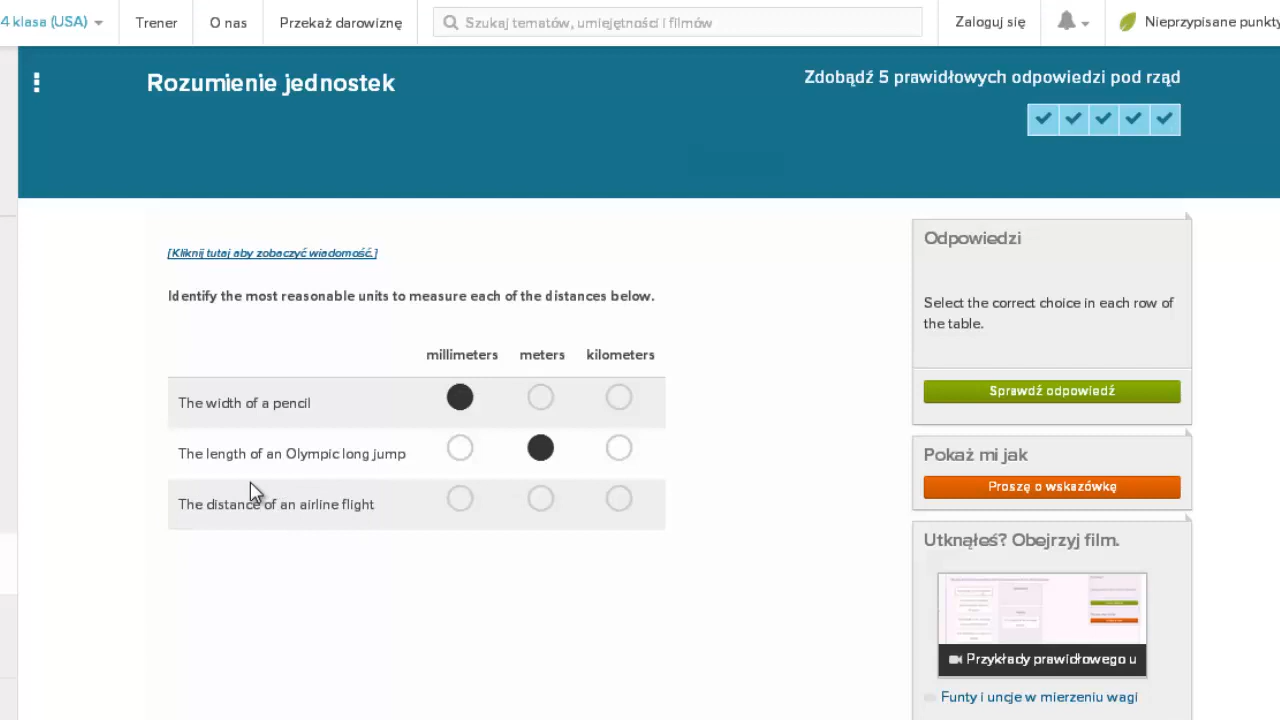 4 klasa (USA) Trener O nas Przekaż darowiznę Szukaj tematów, umiejętności i filmów Zaloguj się Nieprzypisane punkty
Rozumienie jednostek
Zdobądź 5 prawidłowych odpowiedzi pod rząd
[Kliknij tutaj aby zobaczyć wiadomość.]
Identify the most reasonable units to measure each of the distances below.
millimeters meters kilometers
The width of a pencil
The length of an Olympic long jump
The distance of an airline flight
Odpowiedzi
Select the correct choice in each row of
the table.
Sprawdź odpowiedź
Pokaż mi jak
Proszę o wskazówkę
Utknąłeś? Obejrzyj film.
Przykłady prawidłowego u
Funty i uncje w mierzeniu wagi